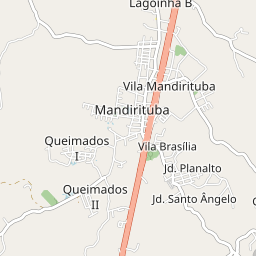 Lagoinha B
Vila Mandirituba
Mandirituba
Queimados
I
Vila Brasília
Jd. Planalto
Queimados
II
Jd. Santo Ângelo